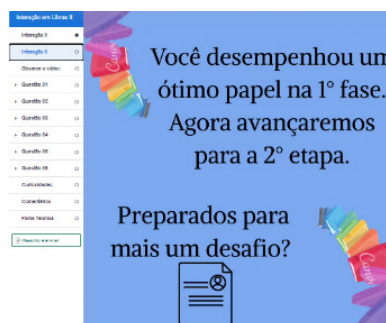 Interação em Libras II
Interação II
Interação II
Observe o vídeo
Questão 01
Questão 02
Questão 03
Questão 04
Questão 05
Questão 06
Curiosidades
Comentários
Ficha Técnica
Você desempenhou um
ótimo papel na 1° fase.
Agora avançaremos
para a 2° etapa.
Preparados para
mais um desafio?
Canva
Canva